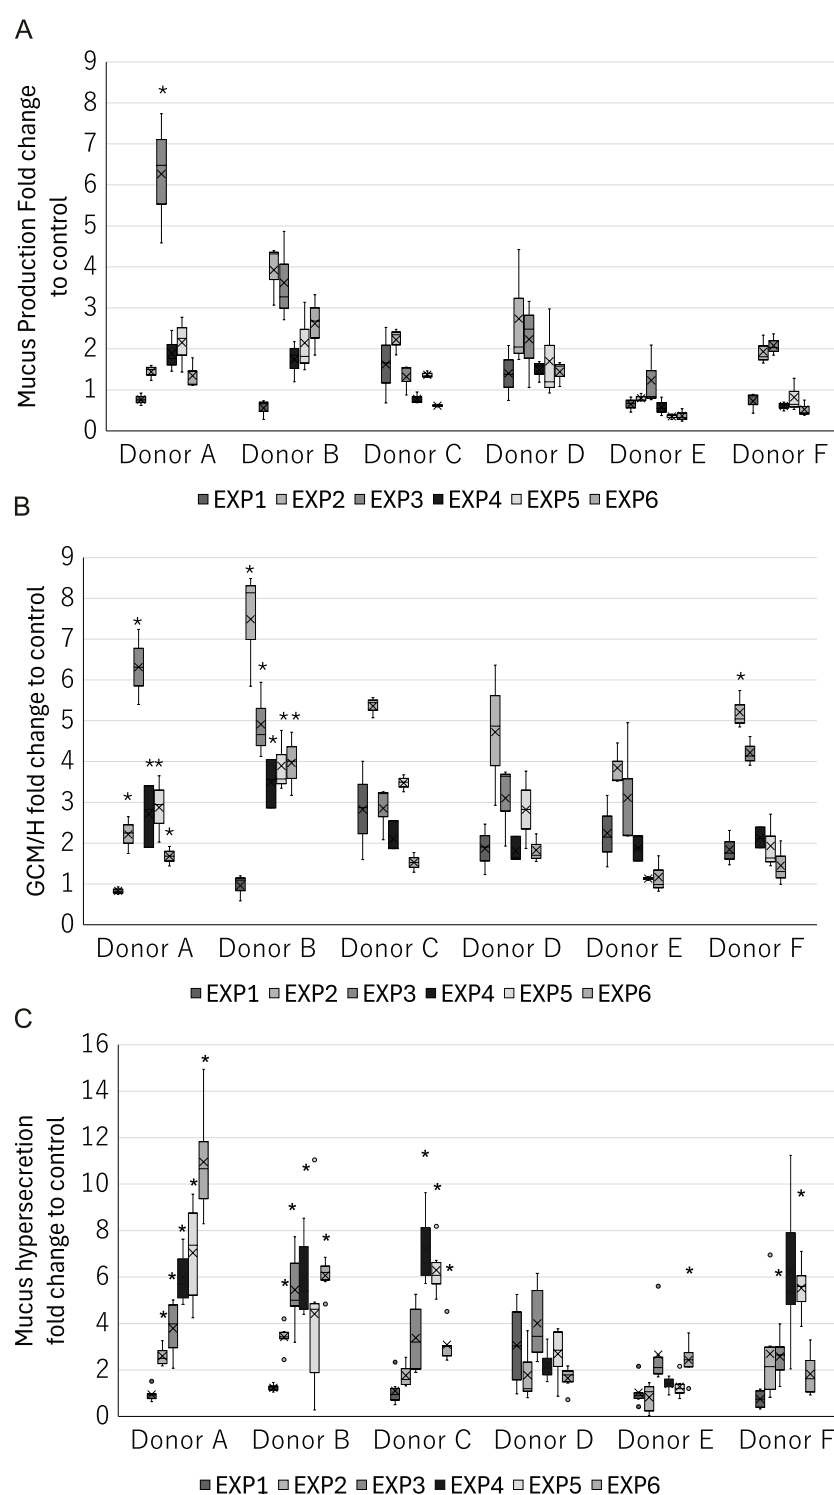 A
Mucus Production Fold change
to control
9
8
7
6
5
4
3
2
1
0
*
Donor A Donor B Donor C Donor D Donor E Donor F
EXP1 EXP2 EXP3 EXP4 EXP5 EXP6
B
GCM/H fold change to control
9
8
7
6
5
4
3
2
1
0
* * * * * * * * * * *
Donor A Donor B Donor C Donor D Donor E Donor F
EXP1 EXP2 EXP3 EXP4 EXP5 EXP6
C
Mucus hypersecretion
fold change to control
16
14
12
10
8
6
4
2
0
* * * * * * * * * * * * * *
Donor A Donor B Donor C Donor D Donor E Donor F
EXP1 EXP2 EXP3 EXP4 EXP5 EXP6